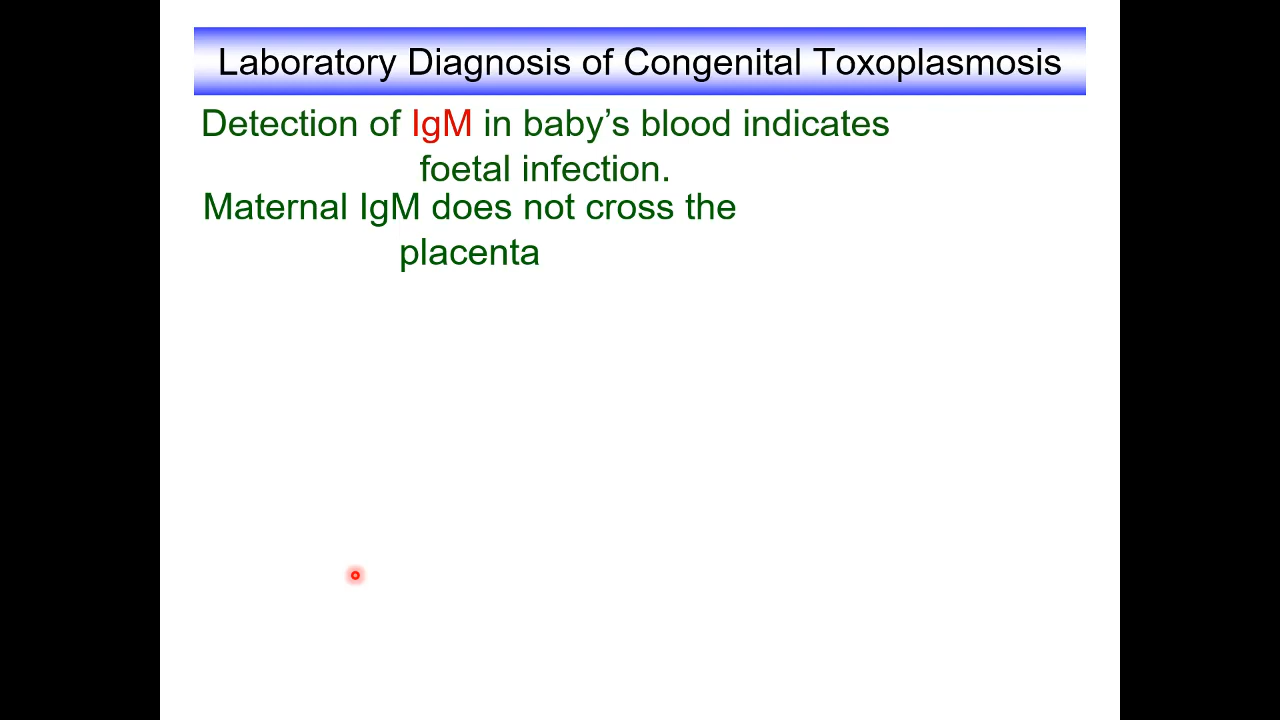 Laboratory Diagnosis of Congenital Toxoplasmosis
Detection of IgM in baby’s blood indicates
foetal infection.
Maternal IgM does not cross the
placenta